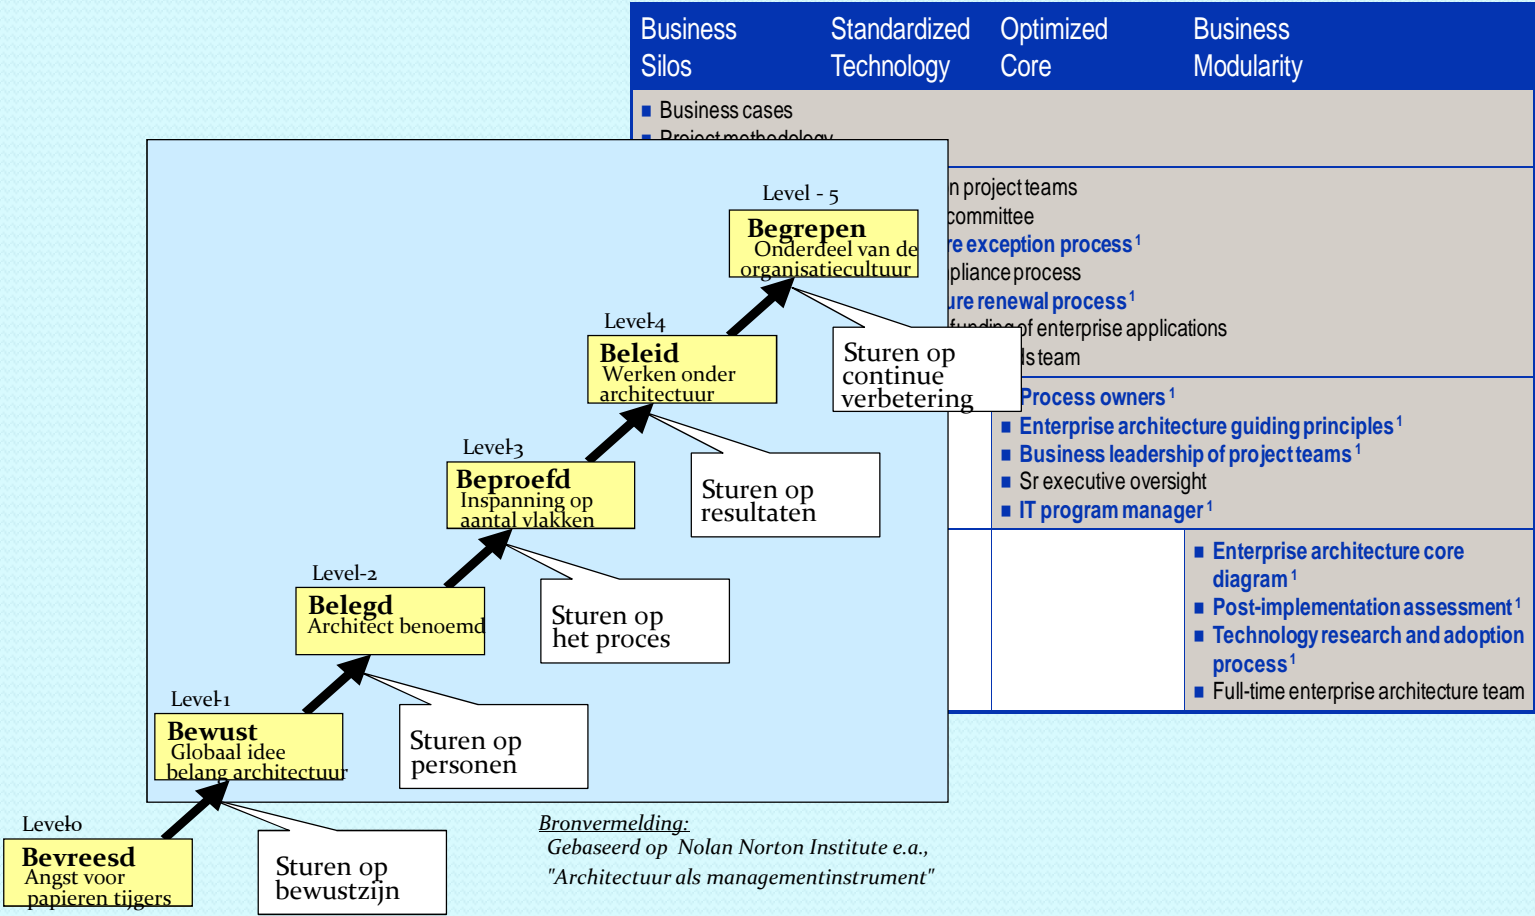 Business Silos
Standardized Technology
Optimized Core
Business Modularity
■ Business cases
■ Project methodology
n project teams
committee
re exception process 1
pliance process
ure renewal process 1
funding of enterprise applications
ds team
Process owners 1
■ Enterprise architecture guiding principles 1
■ Business leadership of project teams 1
■ Sr executive oversight
■ IT program manager 1
■ Enterprise architecture core
diagram 1
■ Post-implementation assessment 1
■ Technology research and adoption
process 1
■ Full-time enterprise architecture team
Level - 5
Begrepen
Onderdeel van de
organisatiecultuur
Sturen op
continue
verbetering
Level-4
Beleid
Werken onder
architectuur
Sturen op
resultaten
Level-3
Beproefd
Inspanning op
aantal vlakken
Sturen op
het proces
Level-2
Belegd
Architect benoemd
Sturen op
personen
Level-1
Bewust
Globaal idee
belang architectuur
Sturen op
bewustzijn
Level-0
Bevreesd
Angst voor
papieren tijgers
Bronvermelding:
Gebaseerd op Nolan Norton Institute e.a.,
"Architectuur als managementinstrument"